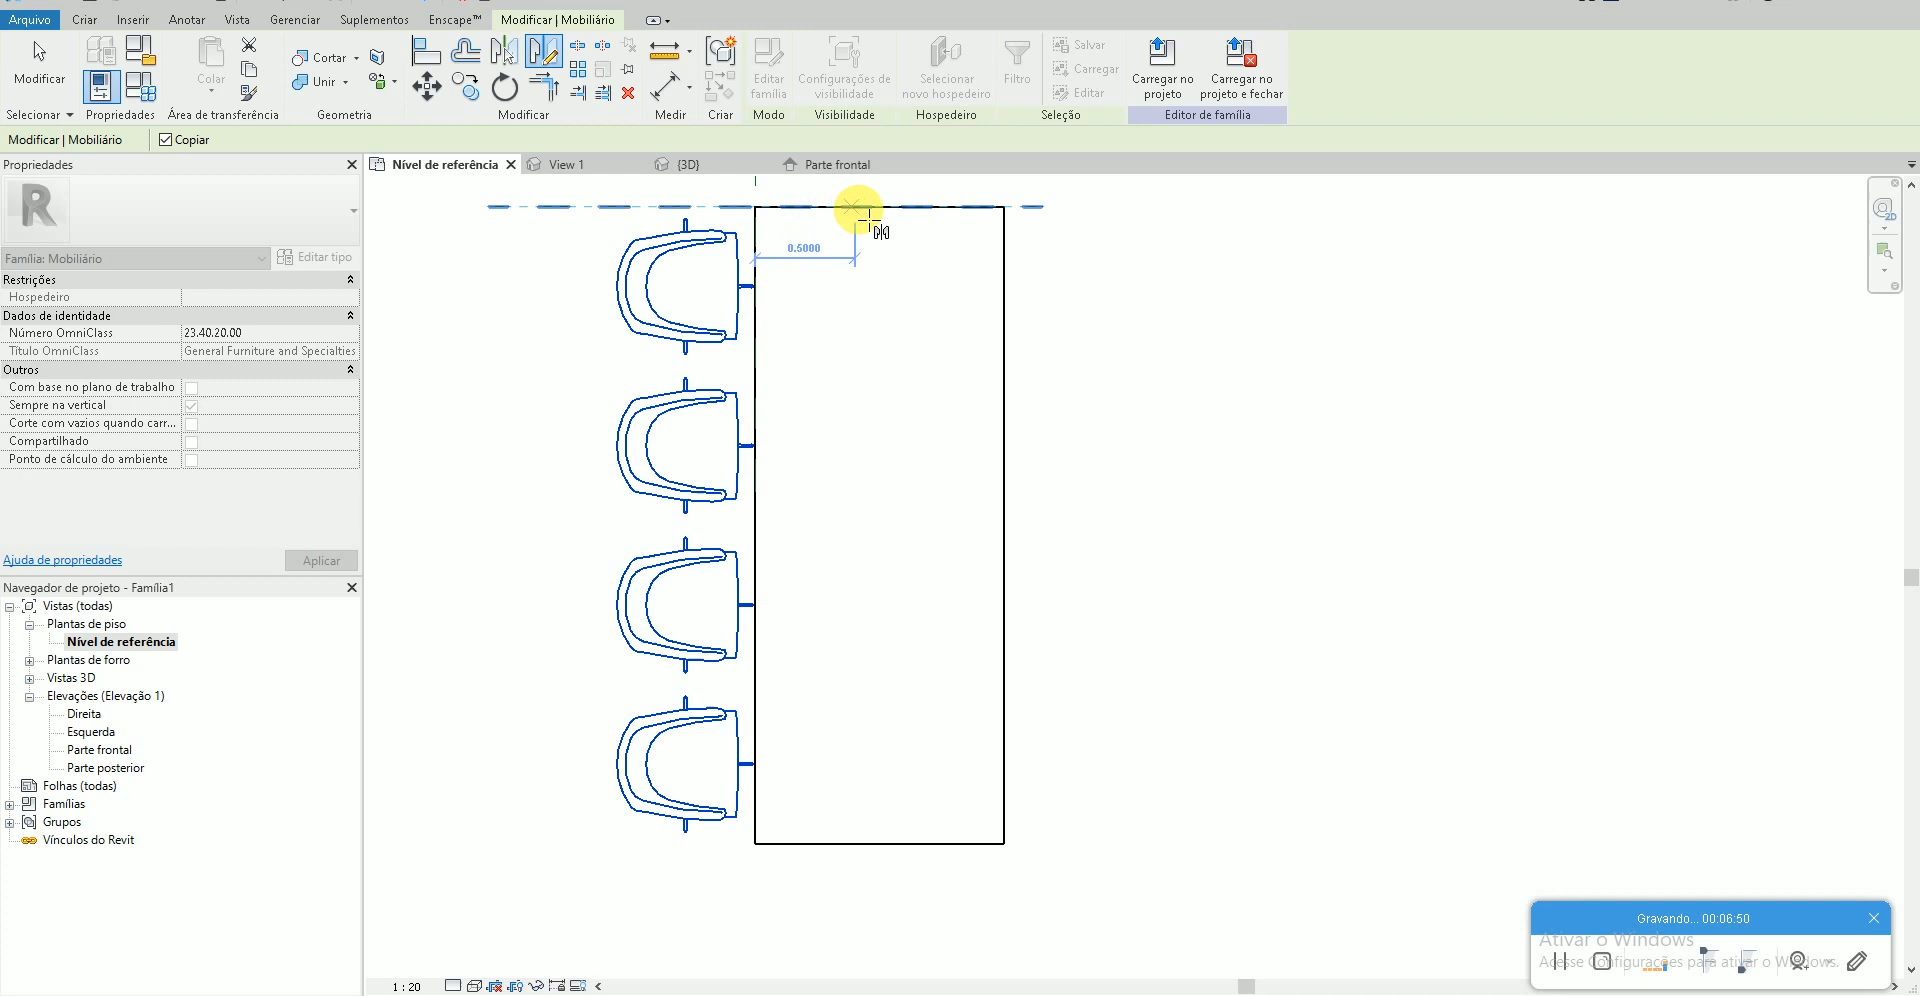 Arquivo Criar Inserir Anotar Vista Gerenciar Suplementos Enscape™ Modificar | Mobiliário
Modificar
Colar
Cortar
Unir
Editar família
Configurações de visibilidade
Selecionar novo hospedeiro
Filtro
Salvar
Carregar
Editar
Carregar no projeto
Carregar no projeto e fechar
Selecionar Propriedades Área de transferência Geometria Modificar Medir Criar Modo Visibilidade Hospedeiro Seleção Editor de família
Modificar | Mobiliário Copiar
Propriedades
Nível de referência View 1 {3D} Parte frontal
R
Família: Mobiliário Editar tipo
Restrições
Hospedeiro
Dados de identidade
Número OmniClass 23.40.20.00
Título OmniClass General Furniture and Specialties
Outros
Com base no plano de trabalho
Sempre na vertical
Corte com vazios quando carr...
Compartilhado
Ponto de cálculo do ambiente
Ajuda de propriedades Aplicar
Navegador de projeto - Família1
Vistas (todas)
Plantas de piso
Nível de referência
Plantas de forro
Vistas 3D
Elevações (Elevação 1)
Direita
Esquerda
Parte frontal
Parte posterior
Folhas (todas)
Famílias
Grupos
Vínculos do Revit
0.5000
2D
Gravando... 00:06:50
Ativar o Windows
Acesse Configurações para ativar o Windows.
1 : 20